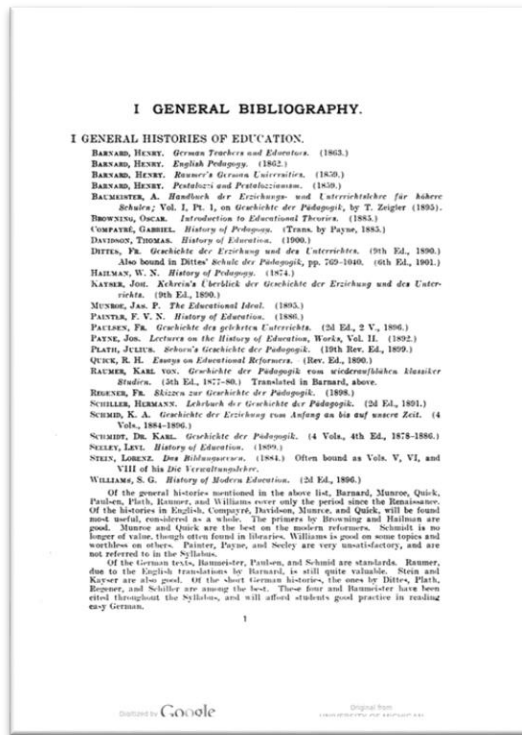 I GENERAL BIBLIOGRAPHY.
I GENERAL HISTORIES OF EDUCATION.
BARNARD, HENRY. German Teachers and Educators. (1863.)
BARNARD, HENRY. English Pedagogy. (1862.)
BARNARD, HENRY. Raumer's German Universities. (1859.)
BARNARD, HENRY. Pestalozzi and Pestalozzianism. (1859.)
BAUMEISTER, A. Handbuch der Erziehungs- und Unterrichtslehre für höhere
Schulen; Vol. I, Pt. 1, on Geschichte der Pädagogik, by T. Zeigler (1895).
BROWNING, OSCAR. Introduction to Educational Theories. (1885.)
COMPAYRÉ, GABRIEL. History of Pedagogy. (Trans. by Payne, 1885.)
DAVIDSON, THOMAS. History of Education. (1900.)
DITTES, FR. Geschichte der Erziehung und des Unterrichtes. (9th Ed., 1890.)
Also bound in Dittes' Schule der Pädagogik, pp. 769-1040. (6th Ed., 1901.)
HAILMAN, W. N. History of Pedagogy. (1874.)
KAYSER, JOH. Kehrein's Überblick der Geschichte der Erziehung und des Unter-
richts. (9th Ed., 1890.)
MUNROE, JAS. P. The Educational Ideal. (1895.)
PAINTER, F. V. N. History of Education. (1886.)
PAULSEN, FR. Geschichte des gelehrten Unterrichts. (2d Ed., 2 V., 1896.)
PAYNE, JOS. Lectures on the History of Education, Works, Vol. II. (1892.)
PLATH, JULIUS. Schorn's Geschichte der Pädagogik. (19th Rev. Ed., 1899.)
QUICK, R. H. Essays on Educational Reformers. (Rev. Ed., 1890.)
RAUMER, KARL VON. Geschichte der Pädagogik vom wiederaufblühen klassiker
Studien. (5th Ed., 1877-80.) Translated in Barnard, above.
REGENER, FR. Skizzen zur Geschichte der Pädagogik. (1898.)
SCHILLER, HERMANN. Lehrbuch der Geschichte der Pädagogik. (2d Ed., 1891.)
SCHMID, K. A. Geschichte der Erziehung vom Anfang an bis auf unsere Zeit. (4
Vols., 1884-1896.)
SCHMIDT, DR. KARL. Geschichte der Pädagogik. (4 Vols., 4th Ed., 1878-1886.)
SEELEY, LEVI. History of Education. (1899.)
STEIN, LORENZ. Das Bildungswesen. (1884.) Often bound as Vols. V, VI, and
VIII of his Die Verwaltungslehre.
WILLIAMS, S. G. History of Modern Education. (2d Ed., 1896.)
Of the general histories mentioned in the above list, Barnard, Munroe, Quick,
Paulsen, Plath, Raumer, and Williams cover only the period since the Renaissance.
Of the histories in English, Compayré, Davidson, Munroe, and Quick, will be found
most useful, considered as a whole. The primers by Browning and Hailman are
good. Munroe and Quick are the best on the modern reformers. Schmidt is no
longer of value, though often found in libraries. Williams is good on some topics and
worthless on others. Painter, Payne, and Seeley are very unsatisfactory, and are
not referred to in the Syllabus.
Of the German texts, Baumeister, Paulsen, and Schmid are standards. Raumer,
due to the English translations by Barnard, is still quite valuable. Stein and
Kayser are also good. Of the short German histories, the ones by Dittes, Plath,
Regener, and Schiller are among the best. These four and Baumeister have been
cited throughout the Syllabus, and will afford students good practice in reading
easy German.
1
Digitized by Google
Original from
UNIVERSITY OF MICHIGAN